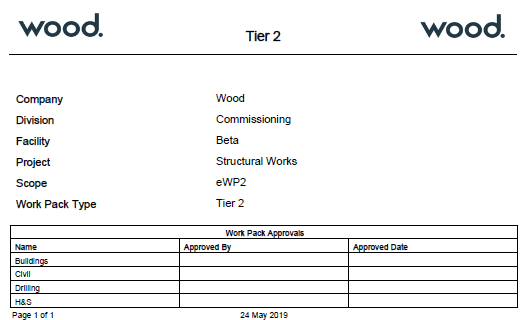 wood. Tier 2 wood.
Company Wood
Division Commissioning
Facility Beta
Project Structural Works
Scope eWP2
Work Pack Type Tier 2
Work Pack Approvals
Name Approved By Approved Date
Buildings
Civil
Drilling
H&S
Page 1 of 1 24 May 2019